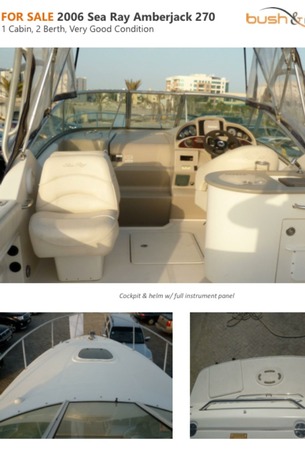 FOR SALE 2006 Sea Ray Amberjack 270
bush&
1 Cabin, 2 Berth, Very Good Condition
Cockpit & helm w/ full instrument panel